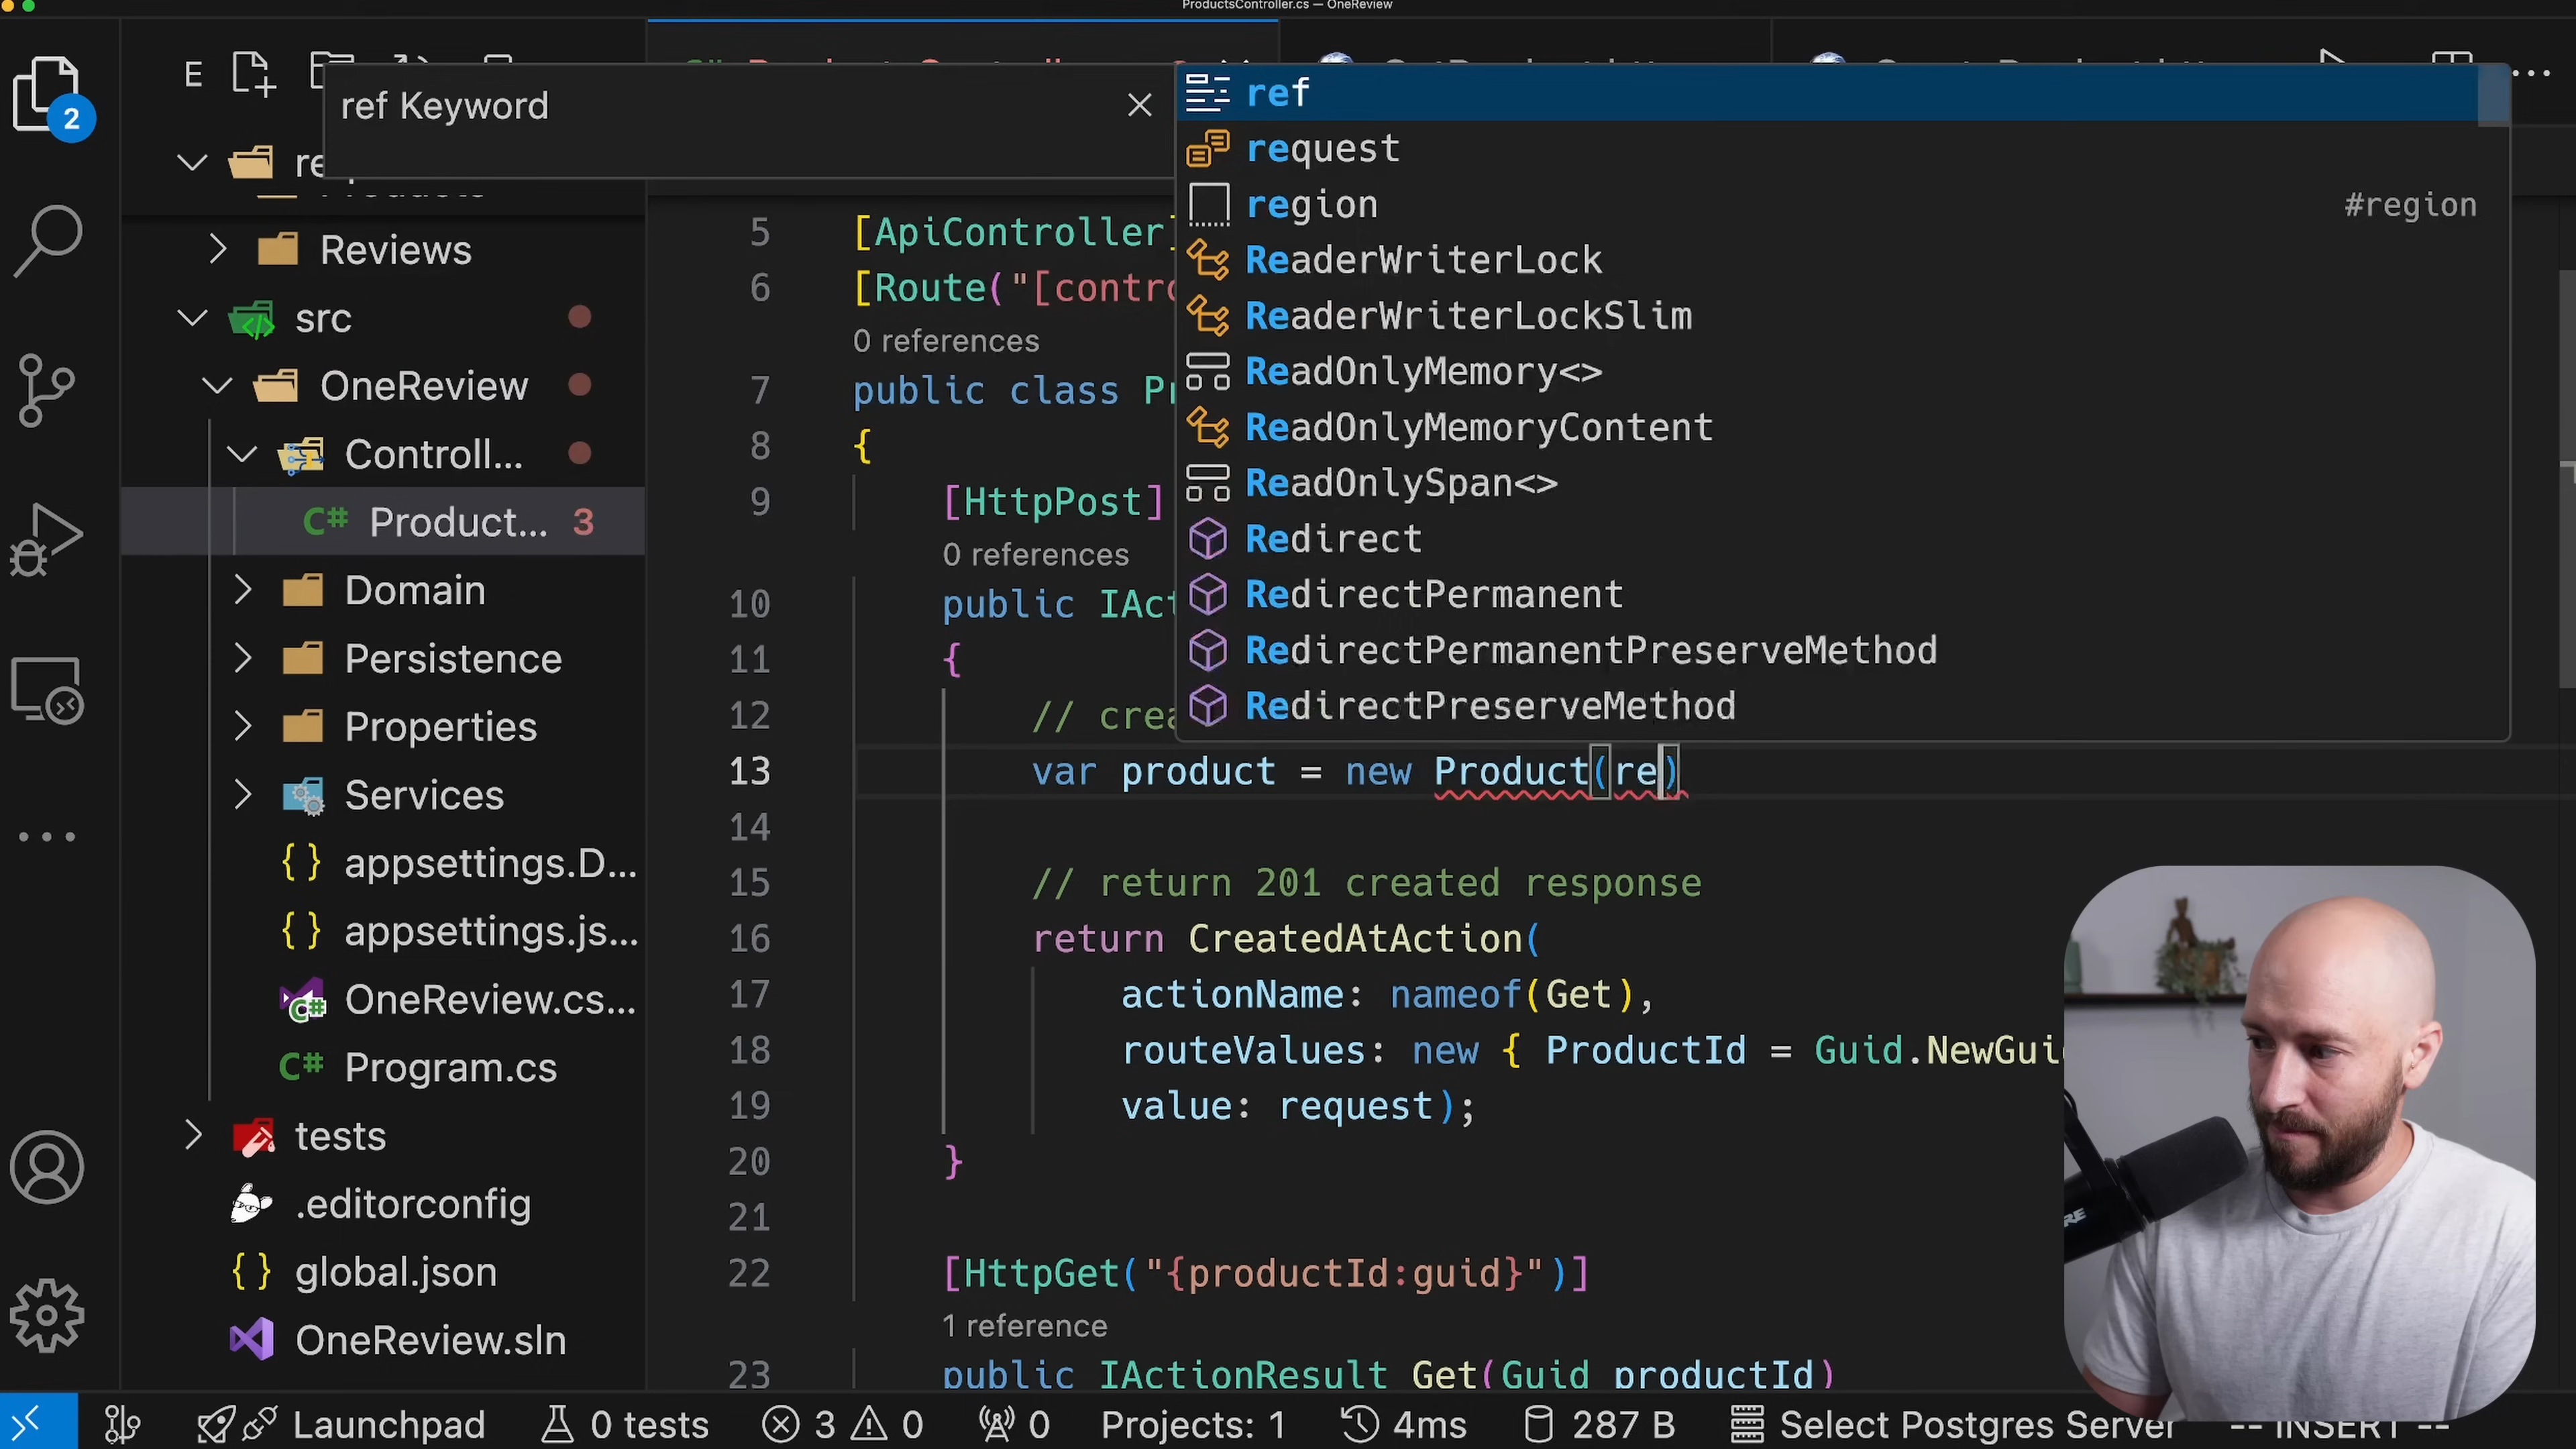 ProductsController.cs — OneReview
E
ref Keyword
Reviews
src
OneReview
Controll...
Product... 3
Domain
Persistence
Properties
Services
appsettings.D...
appsettings.js...
OneReview.cs...
Program.cs
tests
.editorconfig
global.json
OneReview.sln
2
ref
request
region #region
ReaderWriterLock
ReaderWriterLockSlim
ReadOnlyMemory<>
ReadOnlyMemoryContent
ReadOnlySpan<>
Redirect
RedirectPermanent
RedirectPermanentPreserveMethod
RedirectPreserveMethod
5 [ApiController]
6 [Route("[contro
0 references
7 public class Pr
8 {
9 [HttpPost]
0 references
10 public IAct
11 {
12 // crea
13 var product = new Product(re)
14
15 // return 201 created response
16 return CreatedAtAction(
17 actionName: nameof(Get),
18 routeValues: new { ProductId = Guid.NewGui
19 value: request);
20 }
21
22 [HttpGet("{productId:guid}")]
1 reference
23 public IActionResult Get(Guid productId)
Launchpad 0 tests 3 0 0 Projects: 1 4ms 287 B Select Postgres Server -- INSERT --